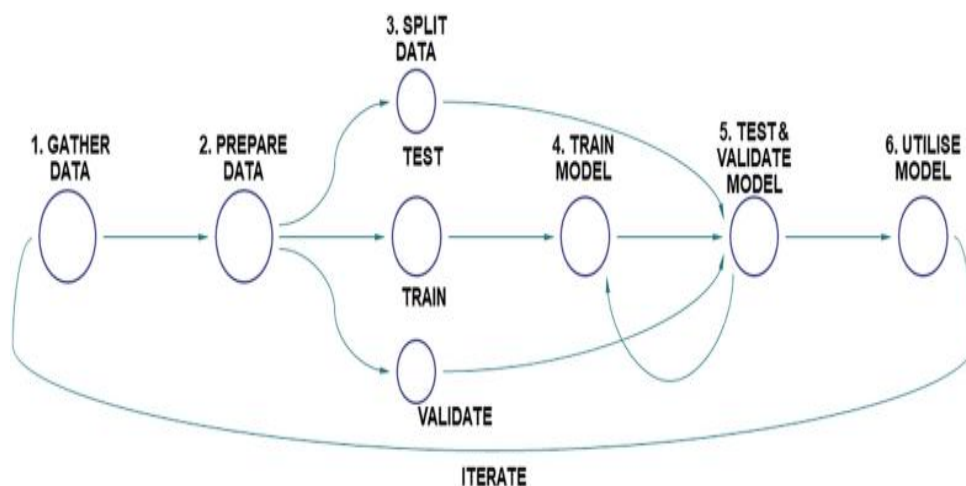 3. SPLIT
DATA
1. GATHER
DATA
2. PREPARE
DATA
TEST
4. TRAIN
MODEL
5. TEST &
VALIDATE
MODEL
6. UTILISE
MODEL
TRAIN
VALIDATE
ITERATE